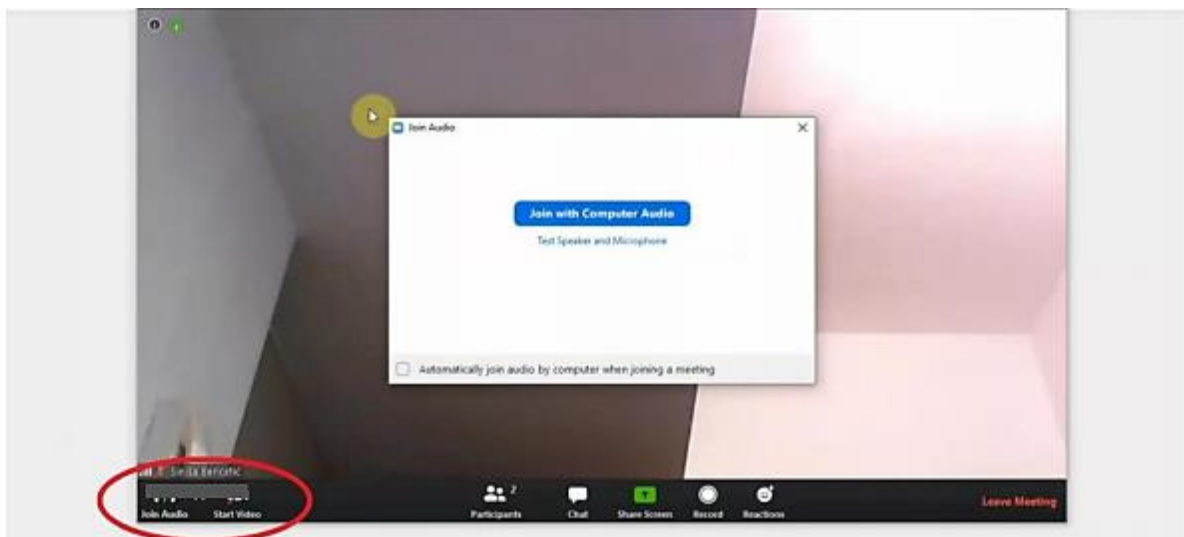 Join Audio
Join with Computer Audio
Test Speaker and Microphone
Automatically join audio by computer when joining a meeting
Join Audio Start Video
2
Participants Chat Share Screen Record Reactions
Leave Meeting